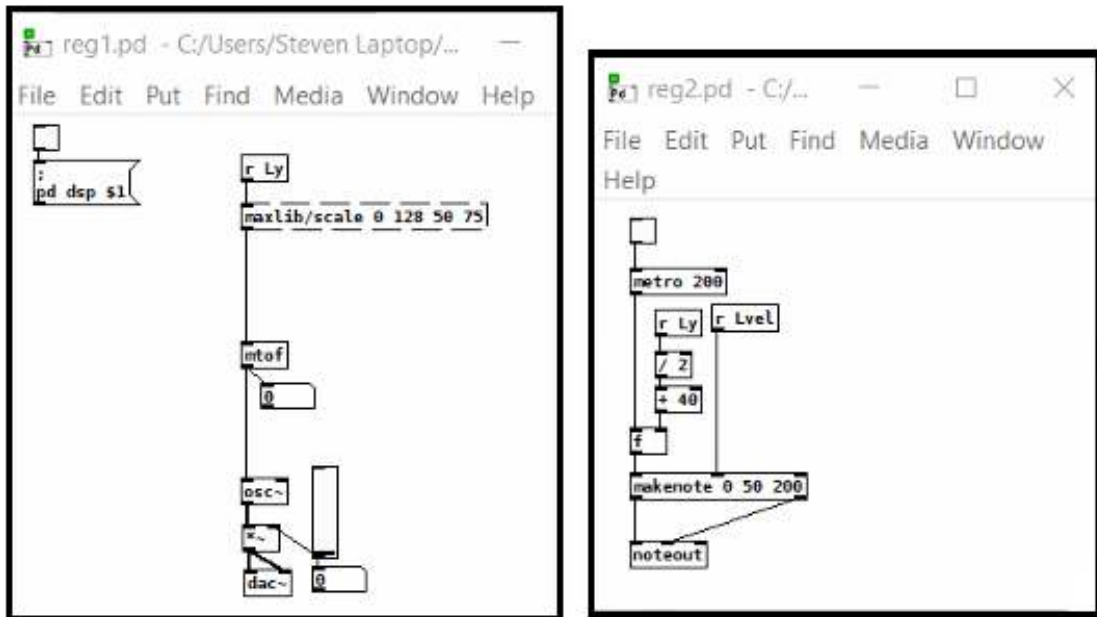 reg1.pd - C:/Users/Steven Laptop/...
File Edit Put Find Media Window Help
;
pd dsp $1
r Ly
maxlib/scale 0 128 50 75
mtof
0
osc~
*~
dac~
0
reg2.pd - C:/...
File Edit Put Find Media Window
Help
metro 200
r Ly
r Lvel
/ 2
+ 40
f
makenote 0 50 200
noteout